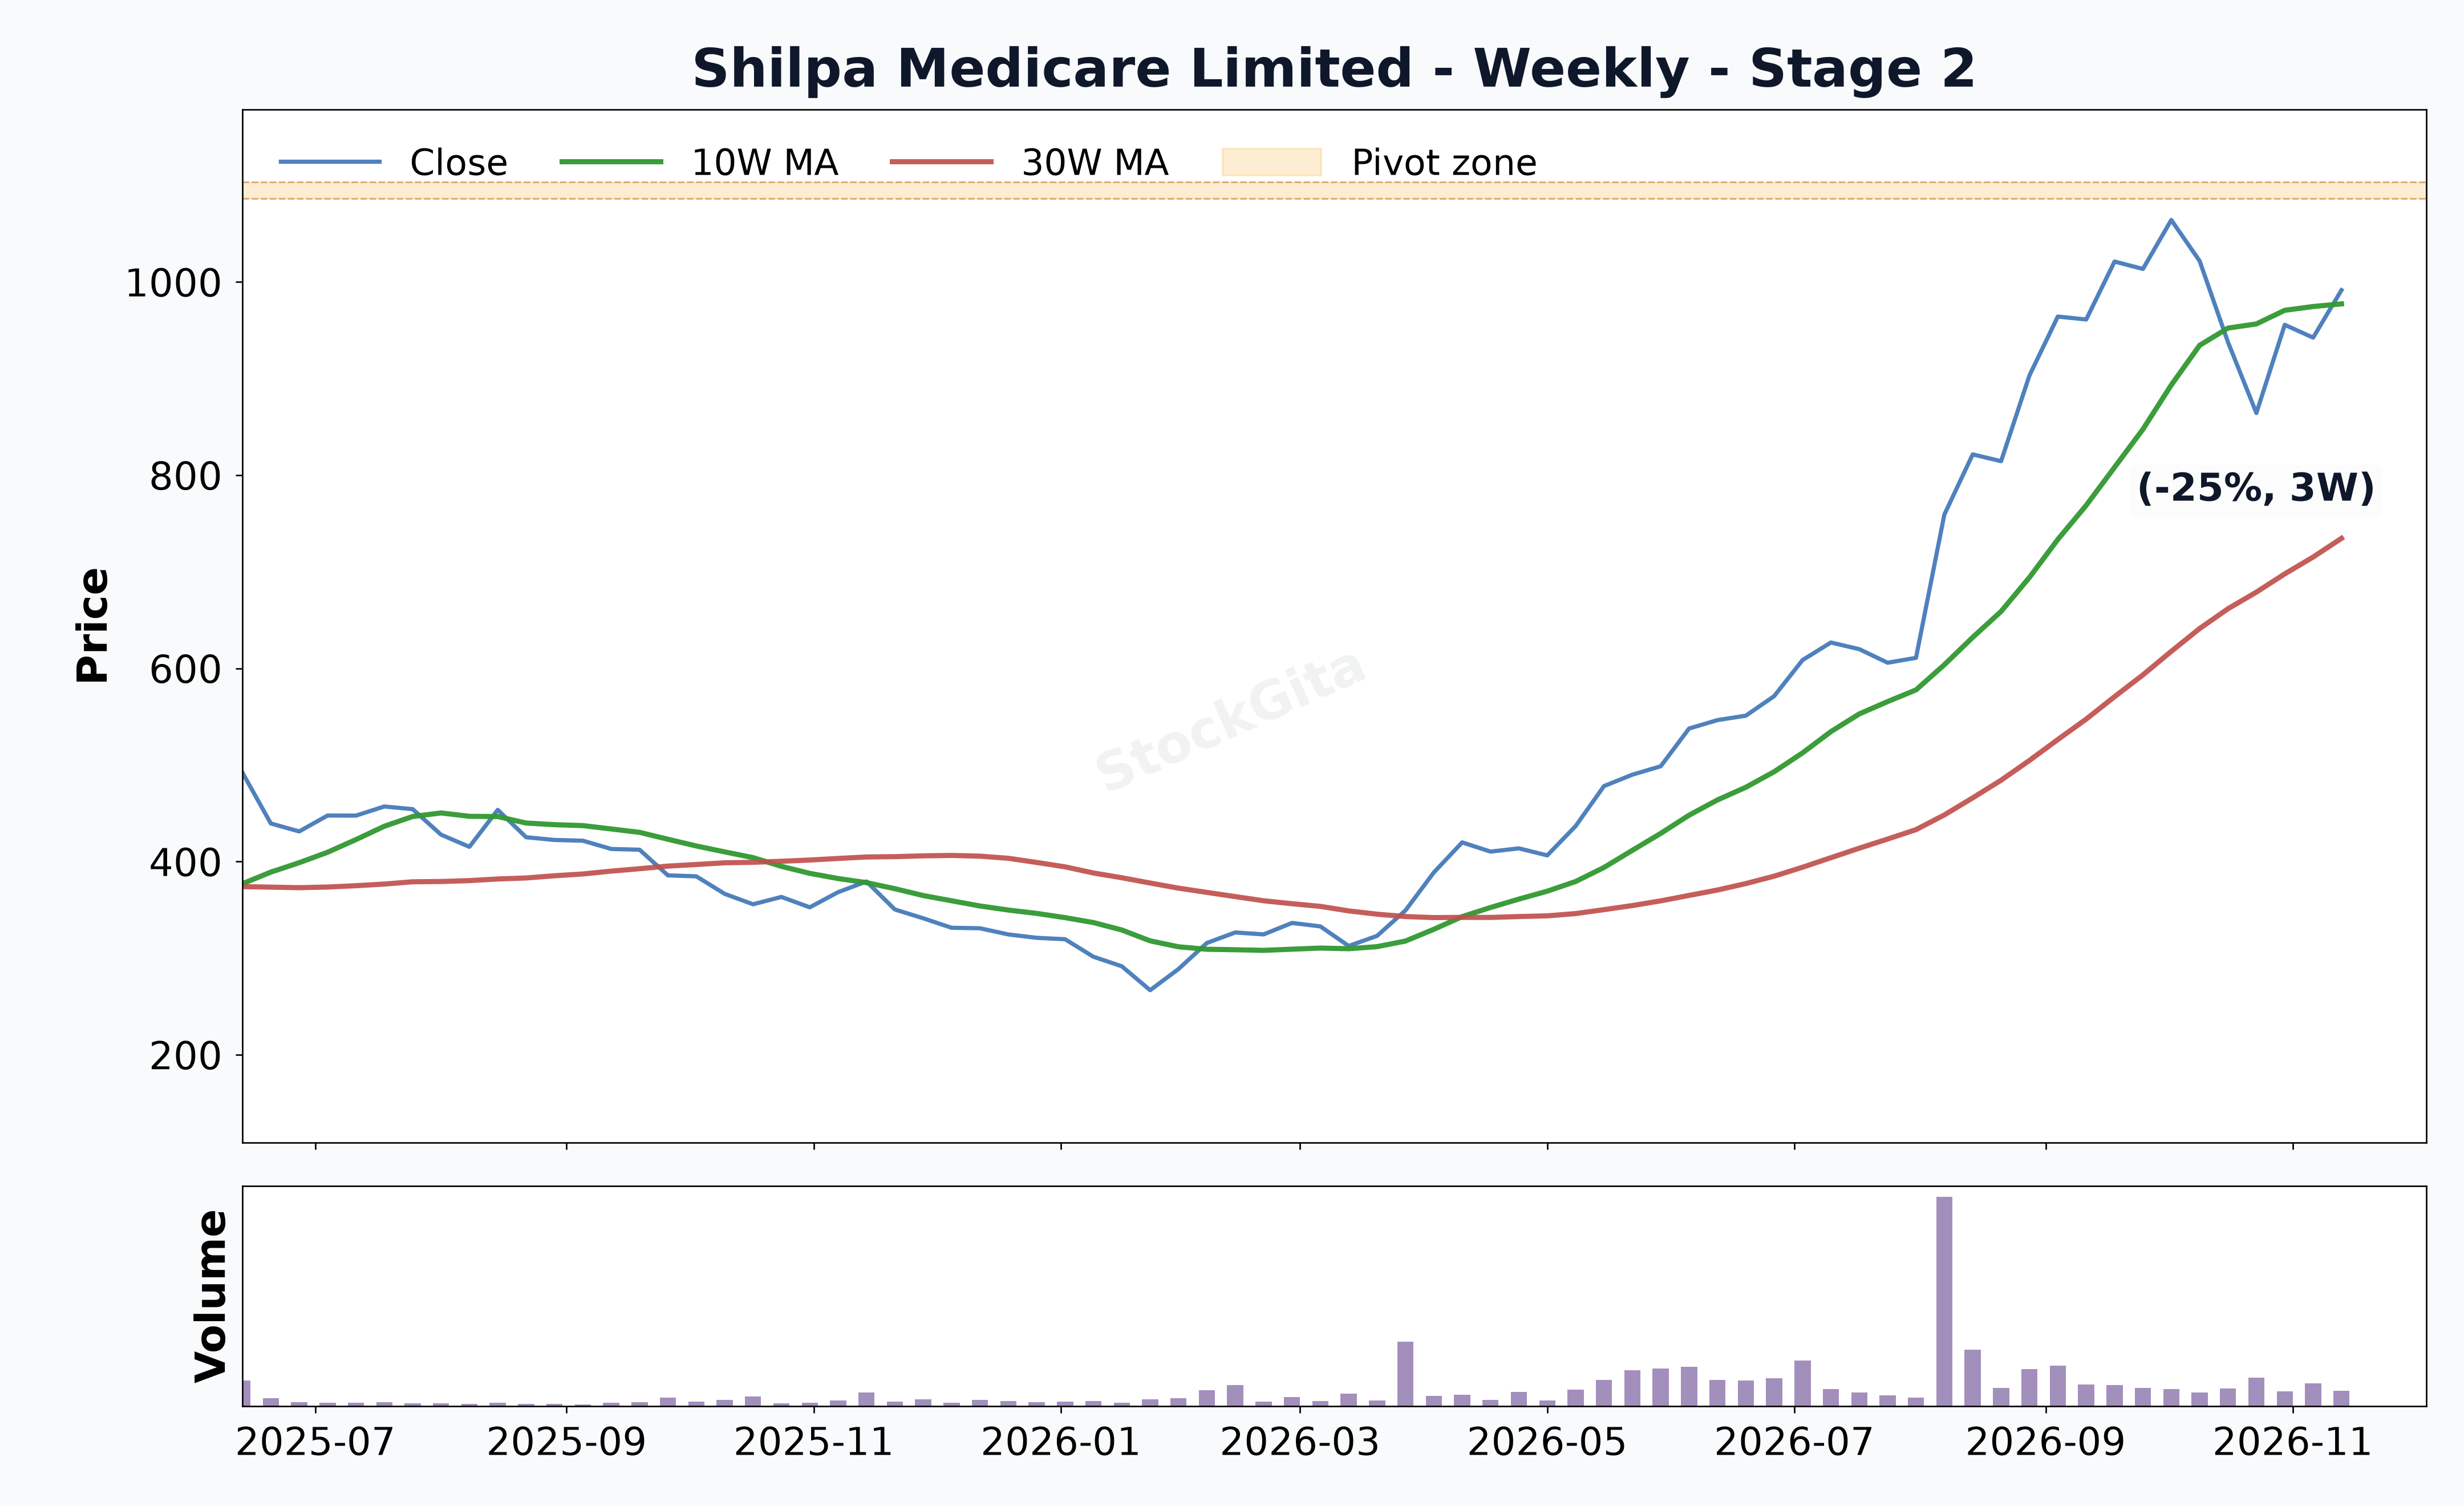 Shilpa Medicare Limited - Weekly - Stage 2
Close 10W MA 30W MA Pivot zone
1000
800
600
400
200
Price
(-25%, 3W)
StockGita
Volume
2025-07 2025-09 2025-11 2026-01 2026-03 2026-05 2026-07 2026-09 2026-11